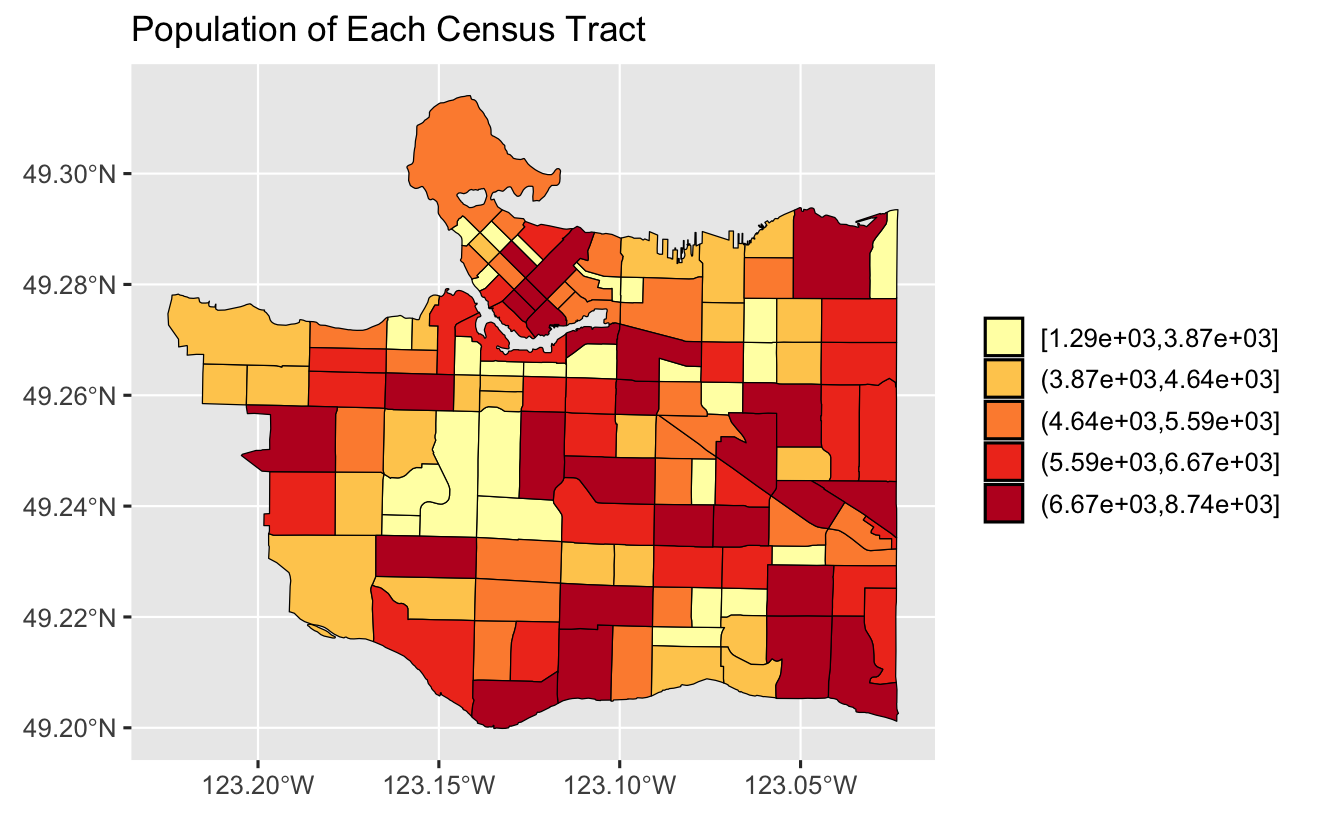 Population of Each Census Tract
49.30°N
49.28°N
49.26°N
49.24°N
49.22°N
49.20°N
123.20°W 123.15°W 123.10°W 123.05°W
[1.29e+03,3.87e+03]
(3.87e+03,4.64e+03]
(4.64e+03,5.59e+03]
(5.59e+03,6.67e+03]
(6.67e+03,8.74e+03]